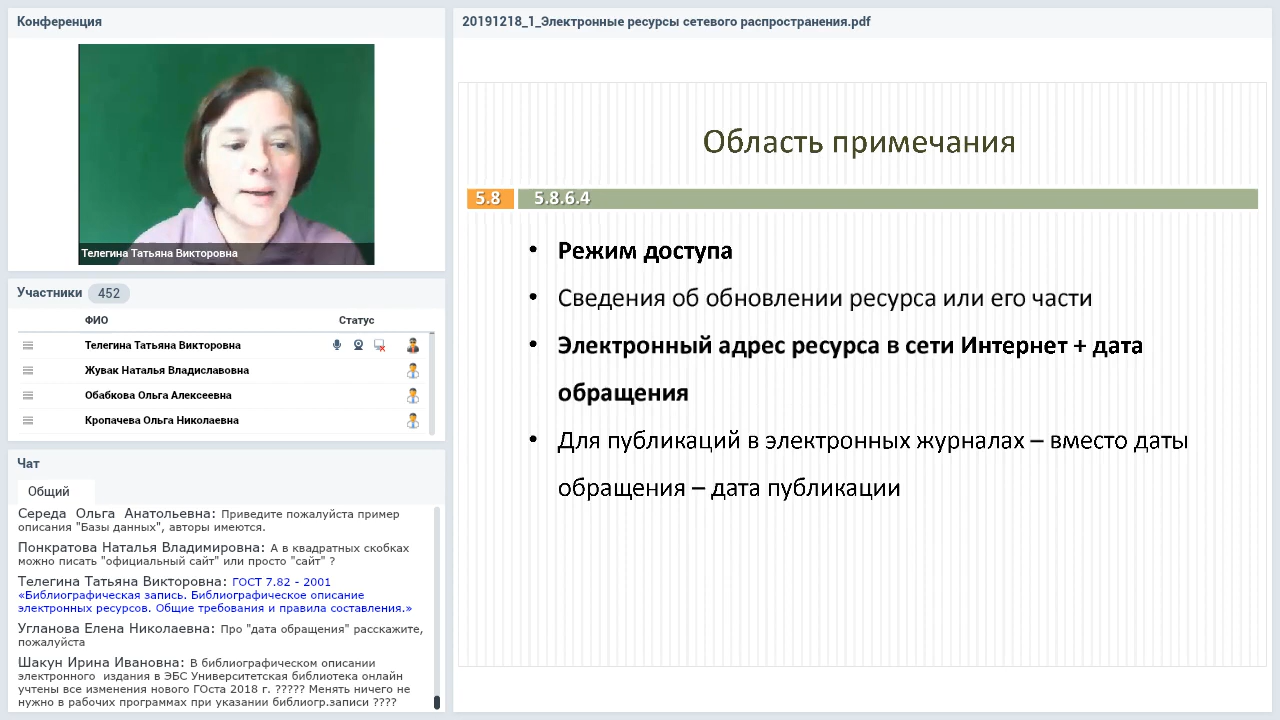 Конференция
Телегина Татьяна Викторовна
Участники 452
ФИО Статус
Телегина Татьяна Викторовна
Жувак Наталья Владиславовна
Обабкова Ольга Алексеевна
Кропачева Ольга Николаевна
Чат
Общий
Середа Ольга Анатольевна: Приведите пожалуйста пример
описания "Базы данных", авторы имеются.
Понкратова Наталья Владимировна: А в квадратных скобках
можно писать "официальный сайт" или просто "сайт" ?
Телегина Татьяна Викторовна: ГОСТ 7.82 - 2001
«Библиографическая запись. Библиографическое описание
электронных ресурсов. Общие требования и правила составления.»
Угланова Елена Николаевна: Про "дата обращения" расскажите,
пожалуйста
Шакун Ирина Ивановна: В библиографическом описании
электронного издания в ЭБС Университетская библиотека онлайн
учтены все изменения нового ГОста 2018 г. ????? Менять ничего не
нужно в рабочих программах при указании библиогр.записи ????
20191218_1_Электронные ресурсы сетевого распространения.pdf
Область примечания
5.8 5.8.6.4
• Режим доступа
• Сведения об обновлении ресурса или его части
• Электронный адрес ресурса в сети Интернет + дата
обращения
• Для публикаций в электронных журналах – вместо даты
обращения – дата публикации